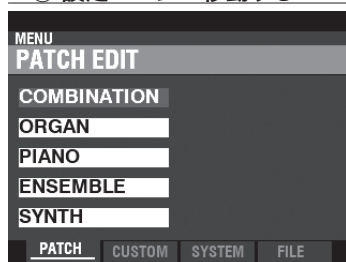 MENU
PATCH EDIT
COMBINATION
ORGAN
PIANO
ENSEMBLE
SYNTH
PATCH CUSTOM SYSTEM FILE